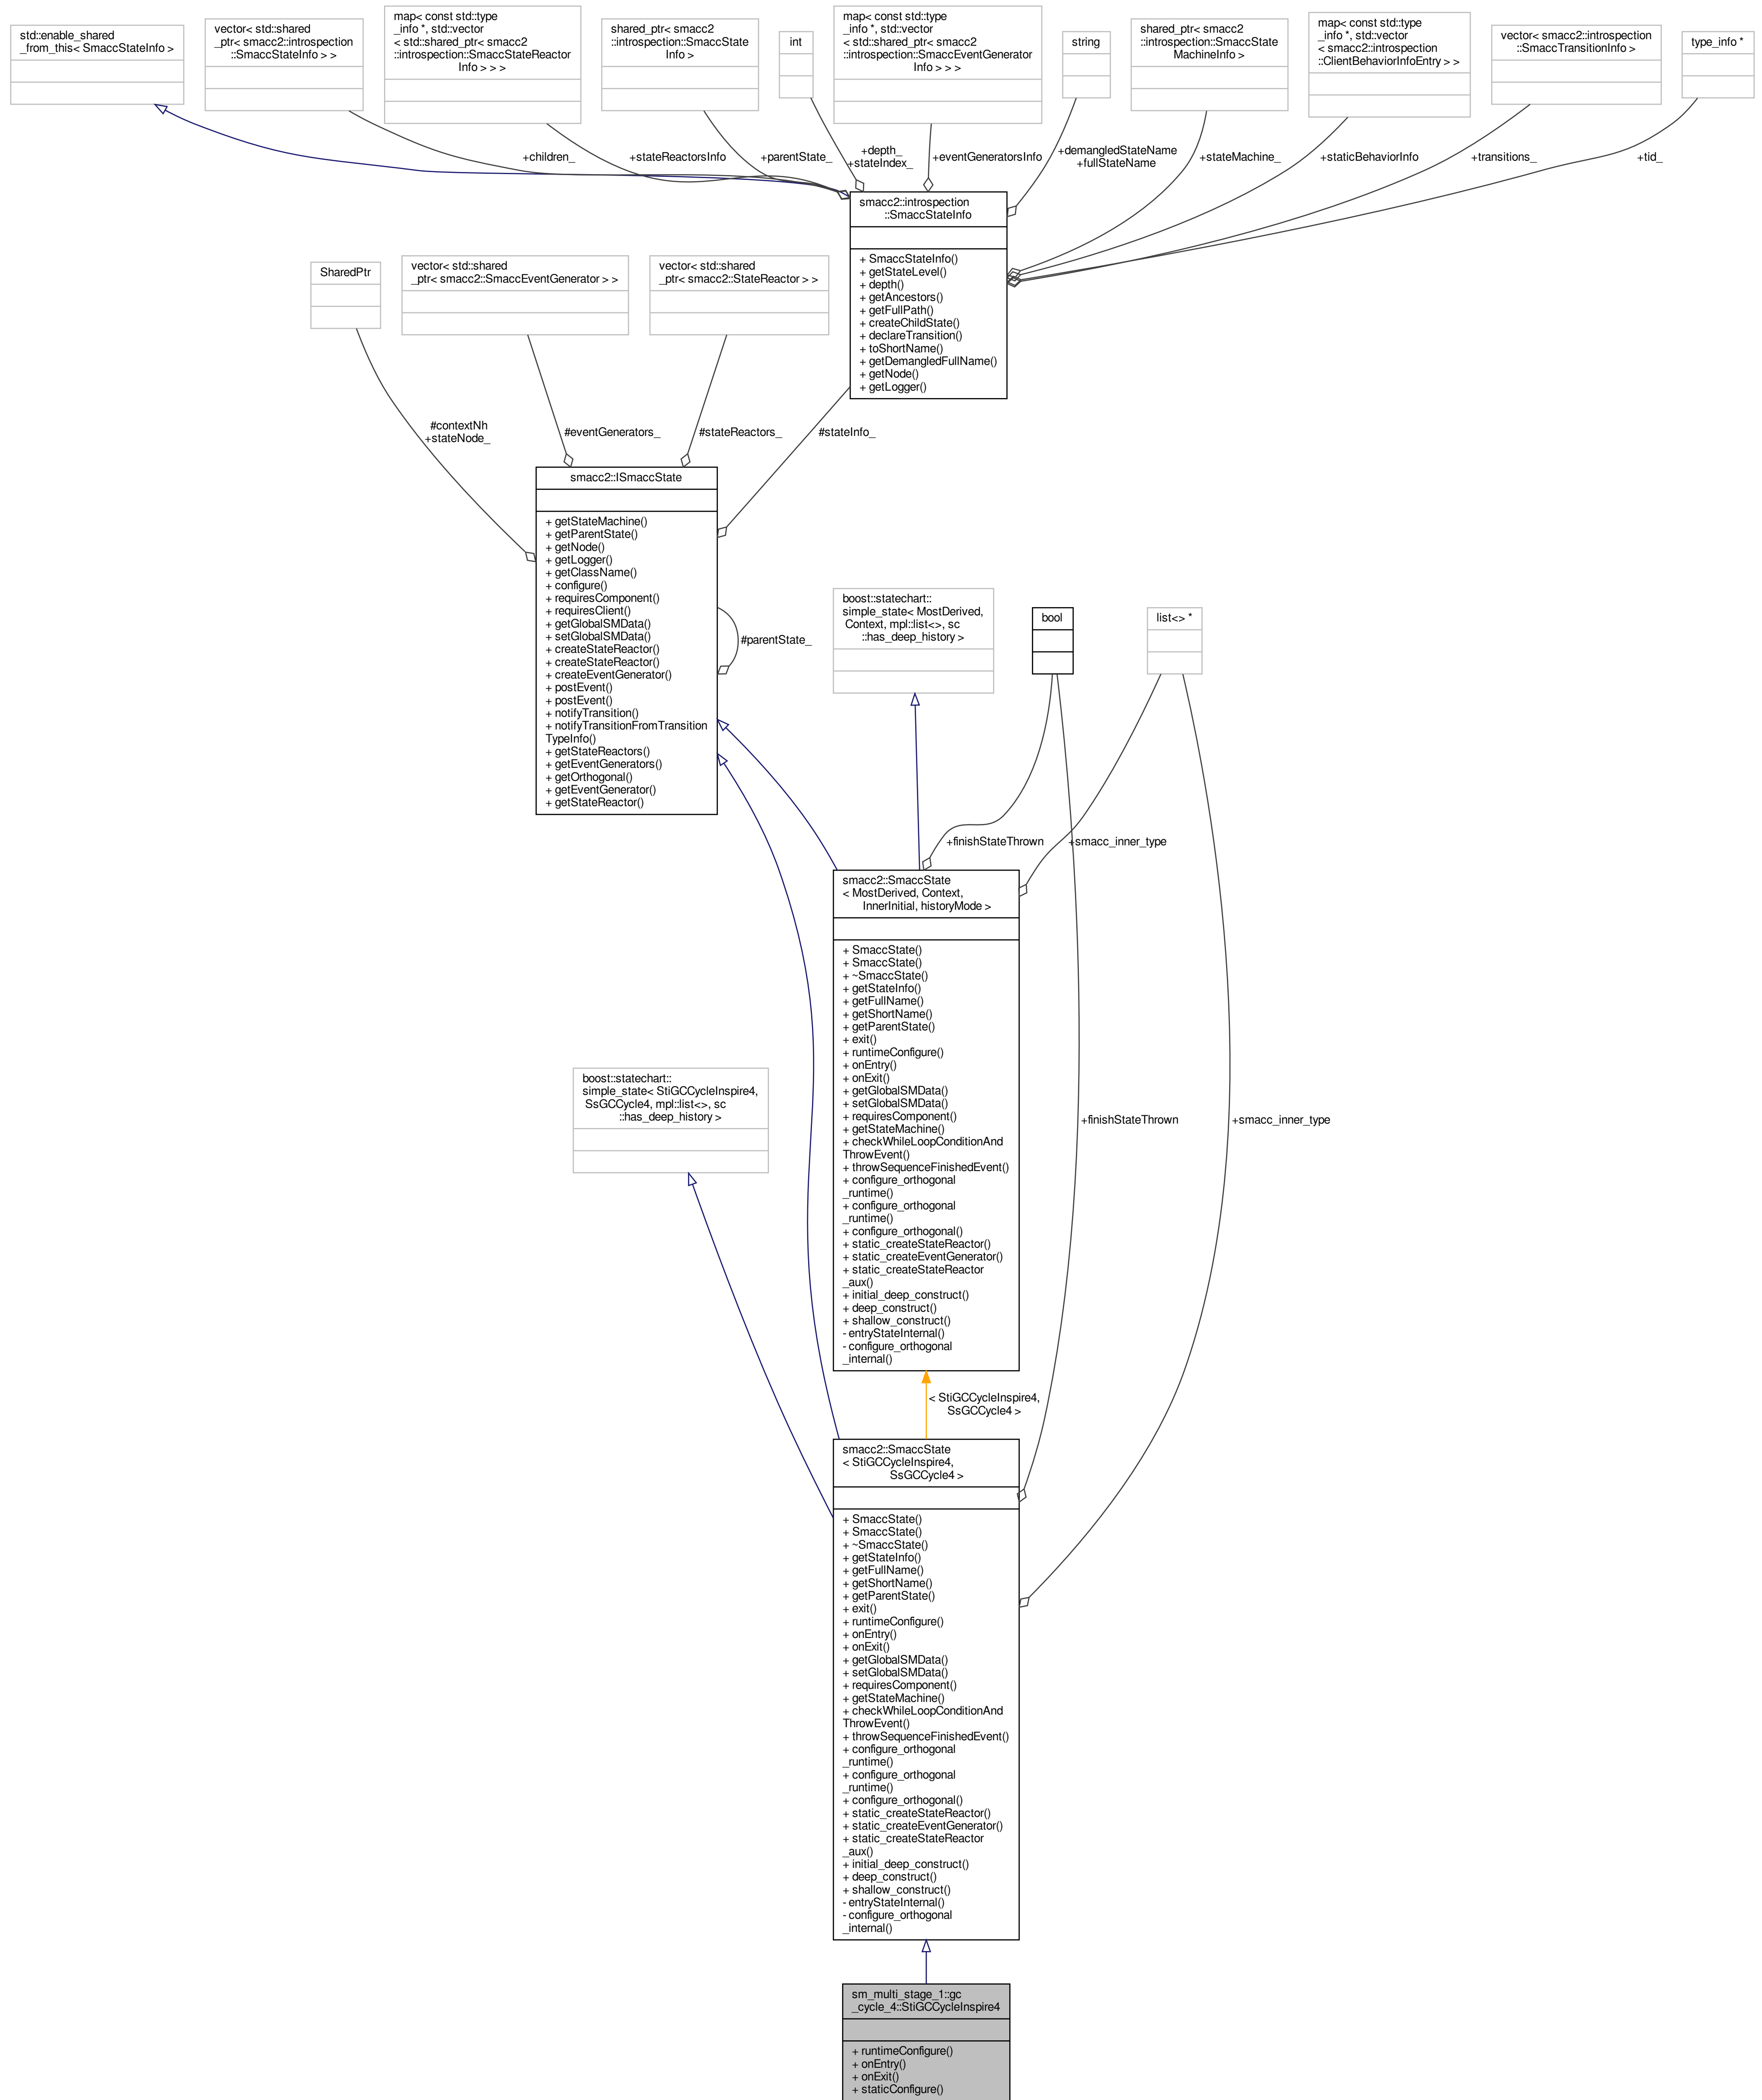 std::enable_shared
_from_this< SmaccStateInfo >
vector< std::shared
_ptr< smacc2::introspection
::SmaccStateInfo > >
map< const std::type
_info *, std::vector
< std::shared_ptr< smacc2
::introspection::SmaccStateReactor
Info > > >
shared_ptr< smacc2
::introspection::SmaccState
Info >
int
map< const std::type
_info *, std::vector
< std::shared_ptr< smacc2
::introspection::SmaccEventGenerator
Info > > >
string
shared_ptr< smacc2
::introspection::SmaccState
MachineInfo >
map< const std::type
_info *, std::vector
< smacc2::introspection
::ClientBehaviorInfoEntry > >
vector< smacc2::introspection
::SmaccTransitionInfo >
type_info *
+children_
+stateReactorsInfo
+parentState_
+depth_
+stateIndex_
+eventGeneratorsInfo
+demangledStateName
+fullStateName
+stateMachine_
+staticBehaviorInfo
+transitions_
+tid_
smacc2::introspection
::SmaccStateInfo
+ SmaccStateInfo()
+ getStateLevel()
+ depth()
+ getAncestors()
+ getFullPath()
+ createChildState()
+ declareTransition()
+ toShortName()
+ getDemangledFullName()
+ getNode()
+ getLogger()
SharedPtr
vector< std::shared
_ptr< smacc2::SmaccEventGenerator > >
vector< std::shared
_ptr< smacc2::StateReactor > >
#contextNh
+stateNode_
#eventGenerators_
#stateReactors_
#stateInfo_
smacc2::ISmaccState
+ getStateMachine()
+ getParentState()
+ getNode()
+ getLogger()
+ getClassName()
+ configure()
+ requiresComponent()
+ requiresClient()
+ getGlobalSMData()
+ setGlobalSMData()
+ createStateReactor()
+ createStateReactor()
+ createEventGenerator()
+ postEvent()
+ postEvent()
+ notifyTransition()
+ notifyTransitionFromTransition
TypeInfo()
+ getStateReactors()
+ getEventGenerators()
+ getOrthogonal()
+ getEventGenerator()
+ getStateReactor()
#parentState_
boost::statechart::
simple_state< MostDerived,
Context, mpl::list<>, sc
::has_deep_history >
bool
list<> *
+finishStateThrown
+smacc_inner_type
smacc2::SmaccState
< MostDerived, Context,
InnerInitial, historyMode >
+ SmaccState()
+ SmaccState()
+ ~SmaccState()
+ getStateInfo()
+ getFullName()
+ getShortName()
+ getParentState()
+ exit()
+ runtimeConfigure()
+ onEntry()
+ onExit()
+ getGlobalSMData()
+ setGlobalSMData()
+ requiresComponent()
+ getStateMachine()
+ checkWhileLoopConditionAnd
ThrowEvent()
+ throwSequenceFinishedEvent()
+ configure_orthogonal
_runtime()
+ configure_orthogonal
_runtime()
+ configure_orthogonal()
+ static_createStateReactor()
+ static_createEventGenerator()
+ static_createStateReactor
_aux()
+ initial_deep_construct()
+ deep_construct()
+ shallow_construct()
- entryStateInternal()
- configure_orthogonal
_internal()
boost::statechart::
simple_state< StiGCCycleInspire4,
SsGCCycle4, mpl::list<>, sc
::has_deep_history >
+finishStateThrown
+smacc_inner_type
< StiGCCycleInspire4,
SsGCCycle4 >
smacc2::SmaccState
< StiGCCycleInspire4,
SsGCCycle4 >
+ SmaccState()
+ SmaccState()
+ ~SmaccState()
+ getStateInfo()
+ getFullName()
+ getShortName()
+ getParentState()
+ exit()
+ runtimeConfigure()
+ onEntry()
+ onExit()
+ getGlobalSMData()
+ setGlobalSMData()
+ requiresComponent()
+ getStateMachine()
+ checkWhileLoopConditionAnd
ThrowEvent()
+ throwSequenceFinishedEvent()
+ configure_orthogonal
_runtime()
+ configure_orthogonal
_runtime()
+ configure_orthogonal()
+ static_createStateReactor()
+ static_createEventGenerator()
+ static_createStateReactor
_aux()
+ initial_deep_construct()
+ deep_construct()
+ shallow_construct()
- entryStateInternal()
- configure_orthogonal
_internal()
sm_multi_stage_1::gc
_cycle_4::StiGCCycleInspire4
+ runtimeConfigure()
+ onEntry()
+ onExit()
+ staticConfigure()